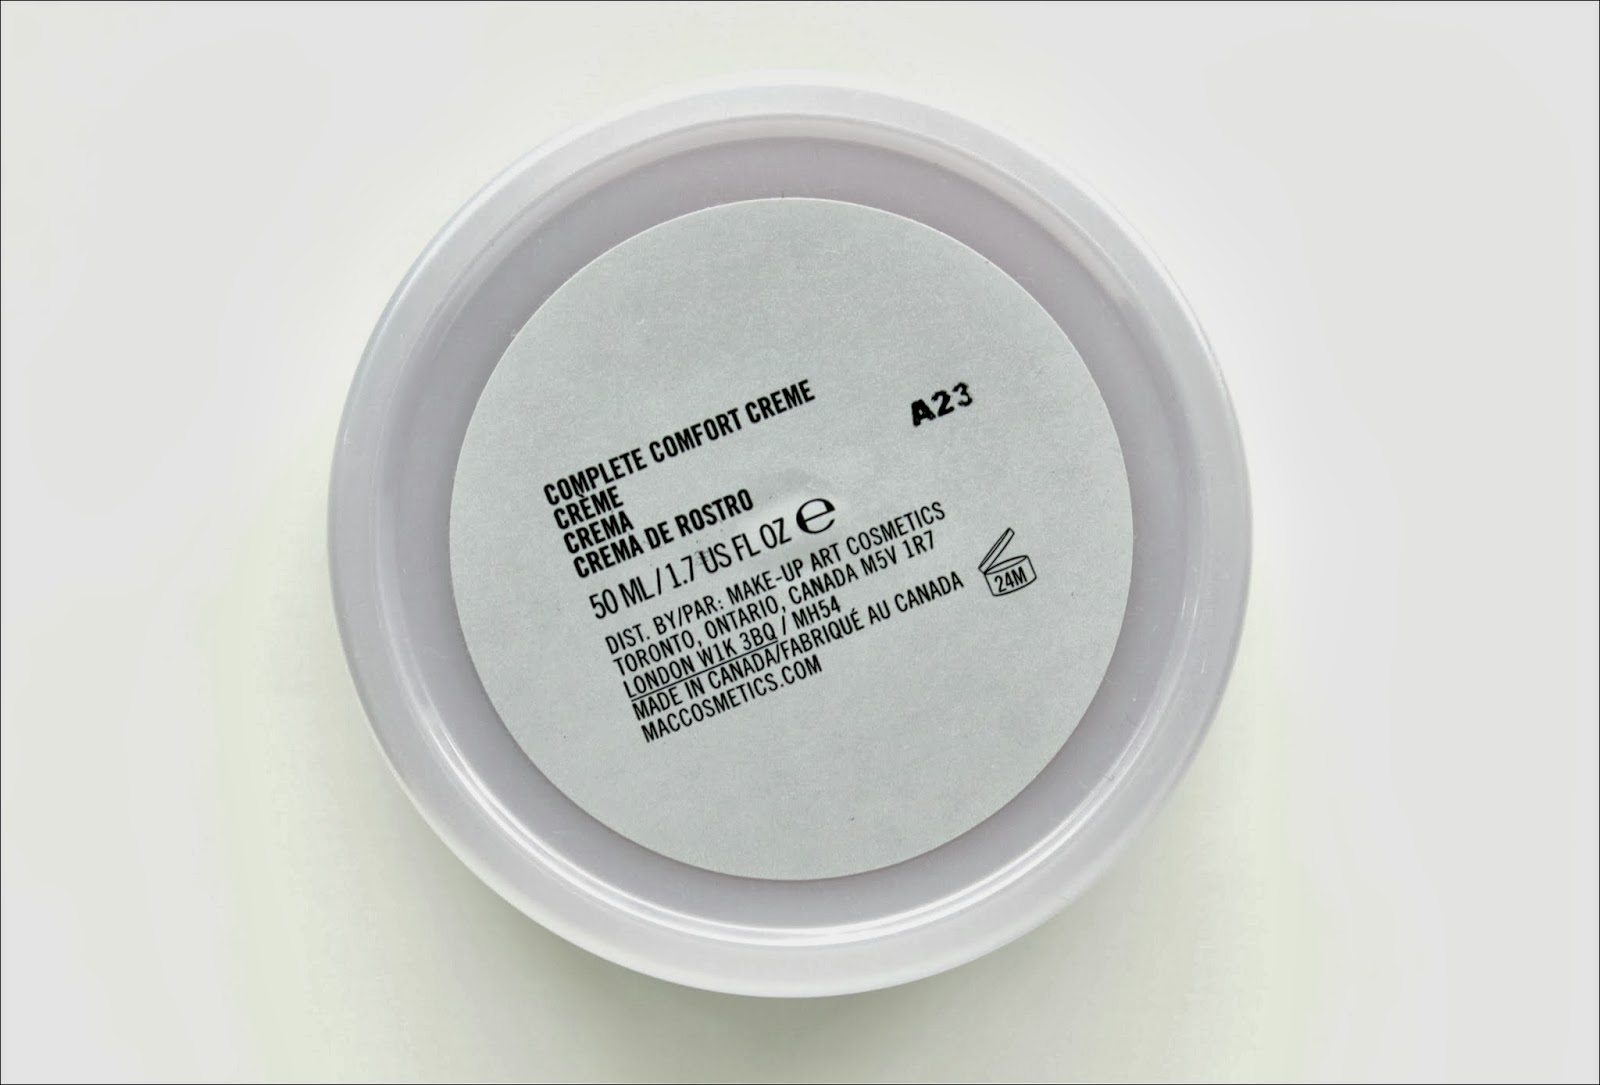 COMPLETE COMFORT CREME
CRÈME
CREMA
CREMA DE ROSTRO
50 ML / 1.7 US FL OZ ℮
DIST. BY/PAR: MAKE-UP ART COSMETICS
TORONTO, ONTARIO, CANADA M5V 1R7
LONDON W1K 3BQ / MH54
MADE IN CANADA/FABRIQUÉ AU CANADA
MACCOSMETICS.COM
A23
24M